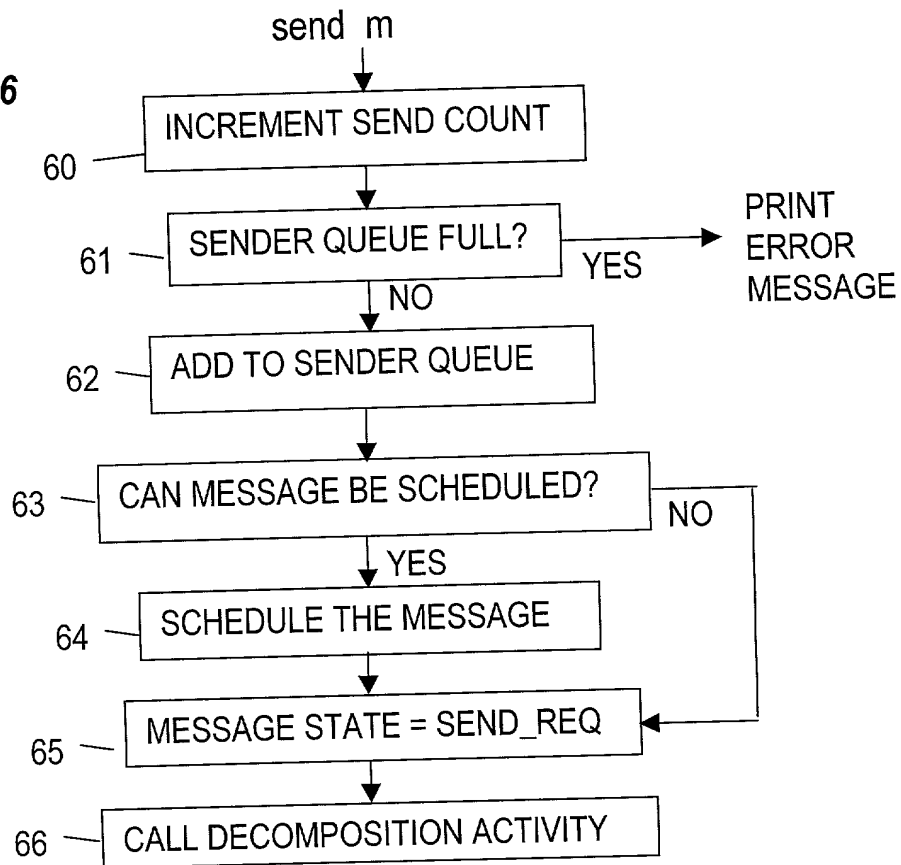 send m
6
INCREMENT SEND COUNT
60
SENDER QUEUE FULL?
61
YES
PRINT
ERROR
MESSAGE
NO
ADD TO SENDER QUEUE
62
CAN MESSAGE BE SCHEDULED?
63
NO
YES
SCHEDULE THE MESSAGE
64
MESSAGE STATE = SEND_REQ
65
CALL DECOMPOSITION ACTIVITY
66